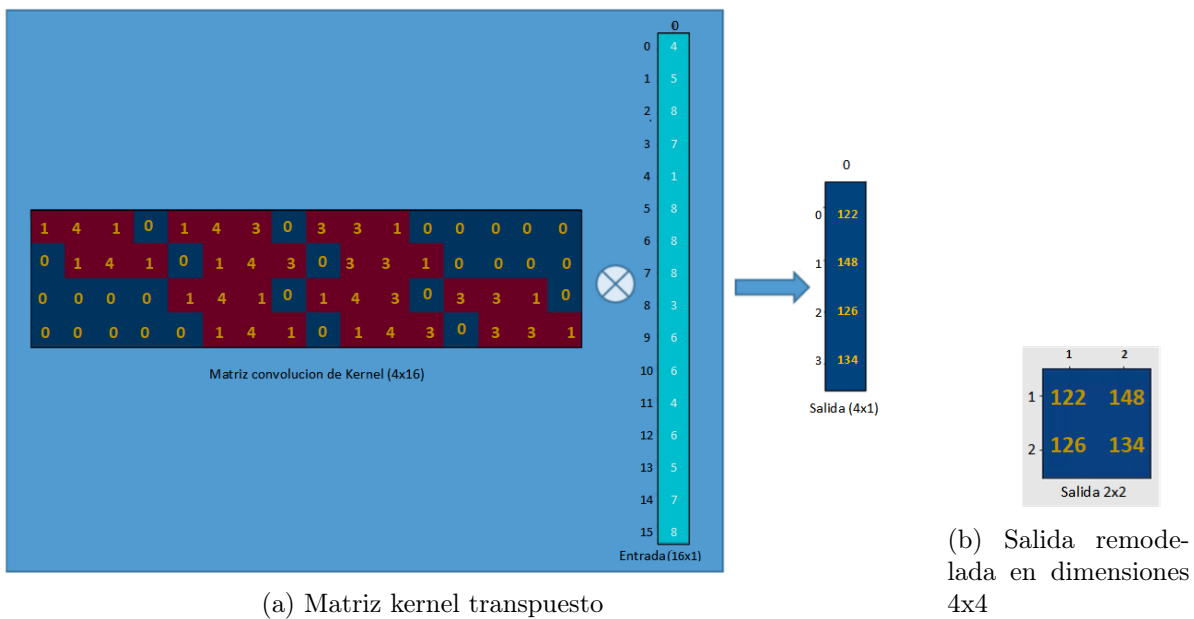 0
0 4
1 5
2 8
3 7
4 1
5 8
6 8
7 8
8 3
9 6
10 6
11 4
12 6
13 5
14 7
15 8
Entrada (16x1)
1 4 1 0 1 4 3 0 3 3 1 0 0 0 0 0
0 1 4 1 0 1 4 3 0 3 3 1 0 0 0 0
0 0 0 0 1 4 1 0 1 4 3 0 3 3 1 0
0 0 0 0 0 1 4 1 0 1 4 3 0 3 3 1
Matriz convolucion de Kernel (4x16)
0
0 122
1 148
2 126
3 134
Salida (4x1)
1 2
1 122 148
2 126 134
Salida 2x2
(a) Matriz kernel transpuesto
(b) Salida remode-
lada en dimensiones
4x4